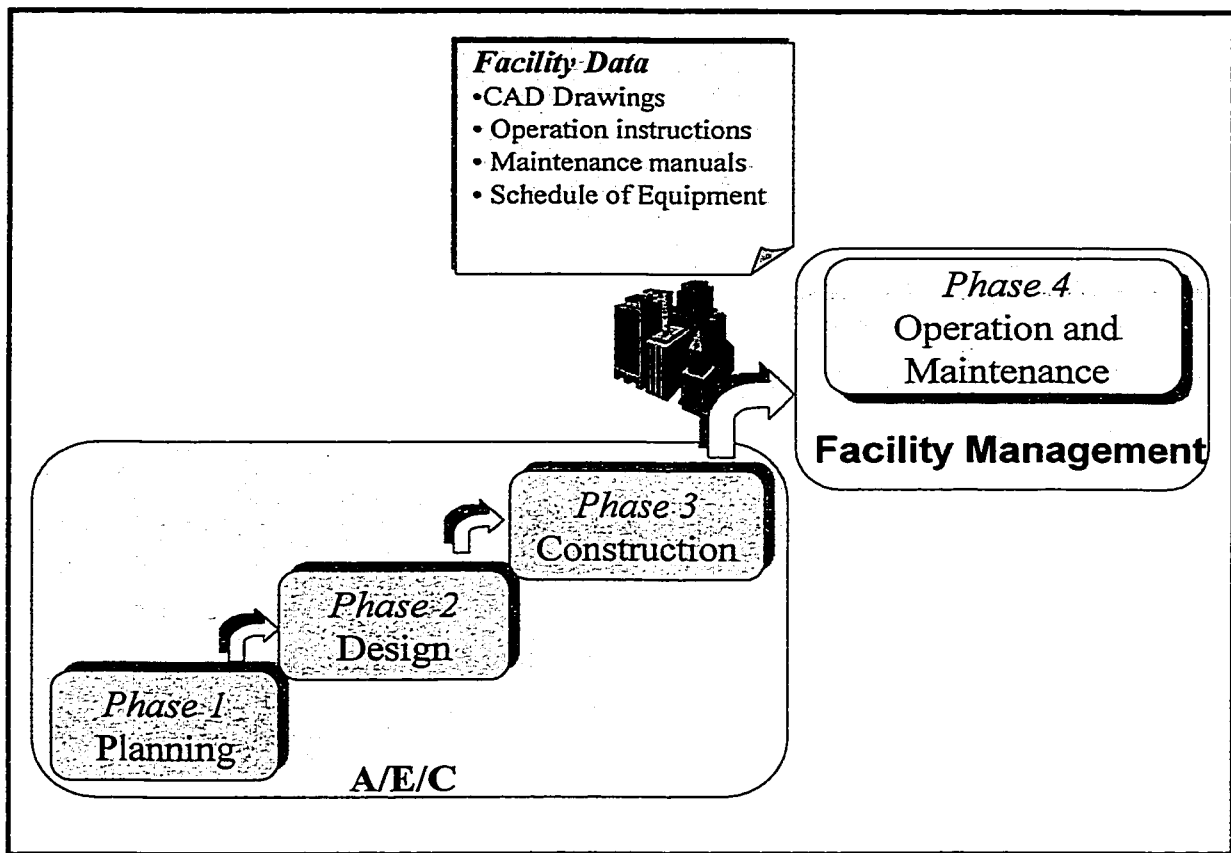 Facility Data
•CAD Drawings
• Operation instructions
• Maintenance manuals
• Schedule of Equipment
Phase 4
Operation and
Maintenance
Facility Management
Phase 3
Construction
Phase 2
Design
Phase 1
Planning
A/E/C